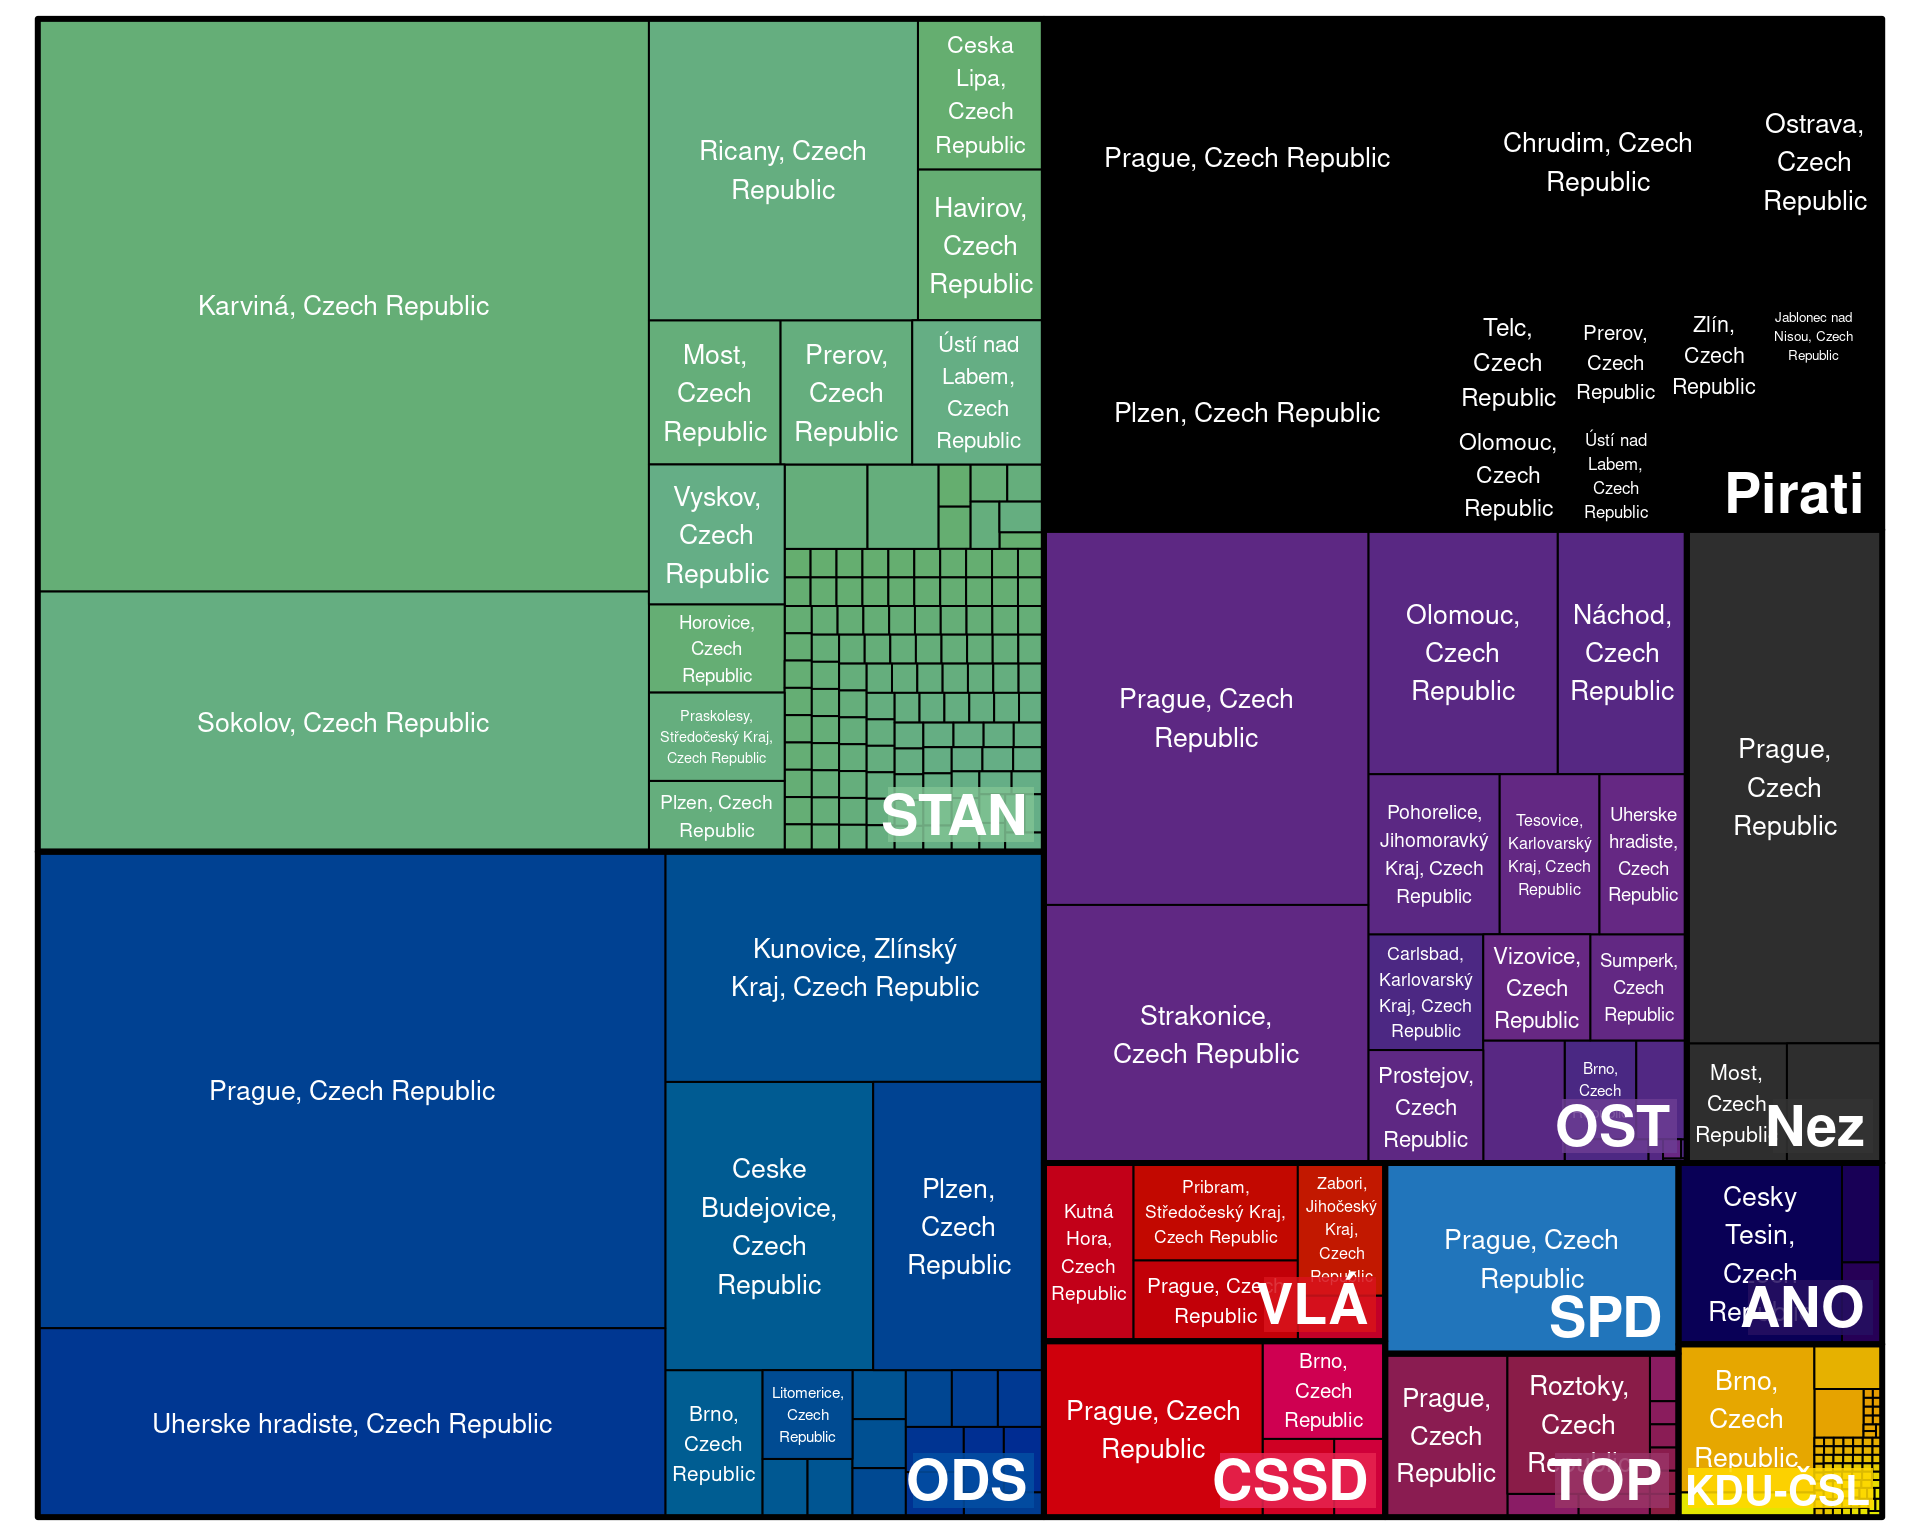 Karviná, Czech Republic
Sokolov, Czech Republic
Ricany, Czech
Republic
Ceska
Lipa,
Czech
Republic
Havirov,
Czech
Republic
Most,
Czech
Republic
Prerov,
Czech
Republic
Ústí nad
Labem,
Czech
Republic
Vyskov,
Czech
Republic
Horovice,
Czech
Republic
Praskolesy,
Středočeský Kraj,
Czech Republic
Plzen, Czech
Republic
STAN
Prague, Czech Republic
Chrudim, Czech
Republic
Ostrava,
Czech
Republic
Plzen, Czech Republic
Telc,
Czech
Republic
Prerov,
Czech
Republic
Zlín,
Czech
Republic
Jablonec nad
Nisou, Czech
Republic
Olomouc,
Czech
Republic
Ústí nad
Labem,
Czech
Republic
Pirati
Prague, Czech
Republic
Strakonice,
Czech Republic
Olomouc,
Czech
Republic
Náchod,
Czech
Republic
Pohorelice,
Jihomoravký
Kraj, Czech
Republic
Tesovice,
Karlovarský
Kraj, Czech
Republic
Uherske
hradiste,
Czech
Republic
Carlsbad,
Karlovarský
Kraj, Czech
Republic
Vizovice,
Czech
Republic
Sumperk,
Czech
Republic
Prostejov,
Czech
Republic
Brno,
Czech
OST
Prague,
Czech
Republic
Most,
Czech
Republic
Nez
Prague, Czech Republic
Uherske hradiste, Czech Republic
Kunovice, Zlínský
Kraj, Czech Republic
Ceske
Budejovice,
Czech
Republic
Plzen,
Czech
Republic
Brno,
Czech
Republic
Litomerice,
Czech
Republic
ODS
Kutná
Hora,
Czech
Republic
Pribram,
Středočeský Kraj,
Czech Republic
Zabori,
Jihočeský
Kraj,
Czech
Republic
Prague, Czech
Republic
VLÁ
Prague, Czech
Republic
SPD
Cesky
Tesin,
Czech
Republic
ANO
Prague, Czech
Republic
Brno,
Czech
Republic
CSSD
Prague,
Czech
Republic
Roztoky,
Czech
Republic
TOP
Brno,
Czech
Republic
KDU-ČSL